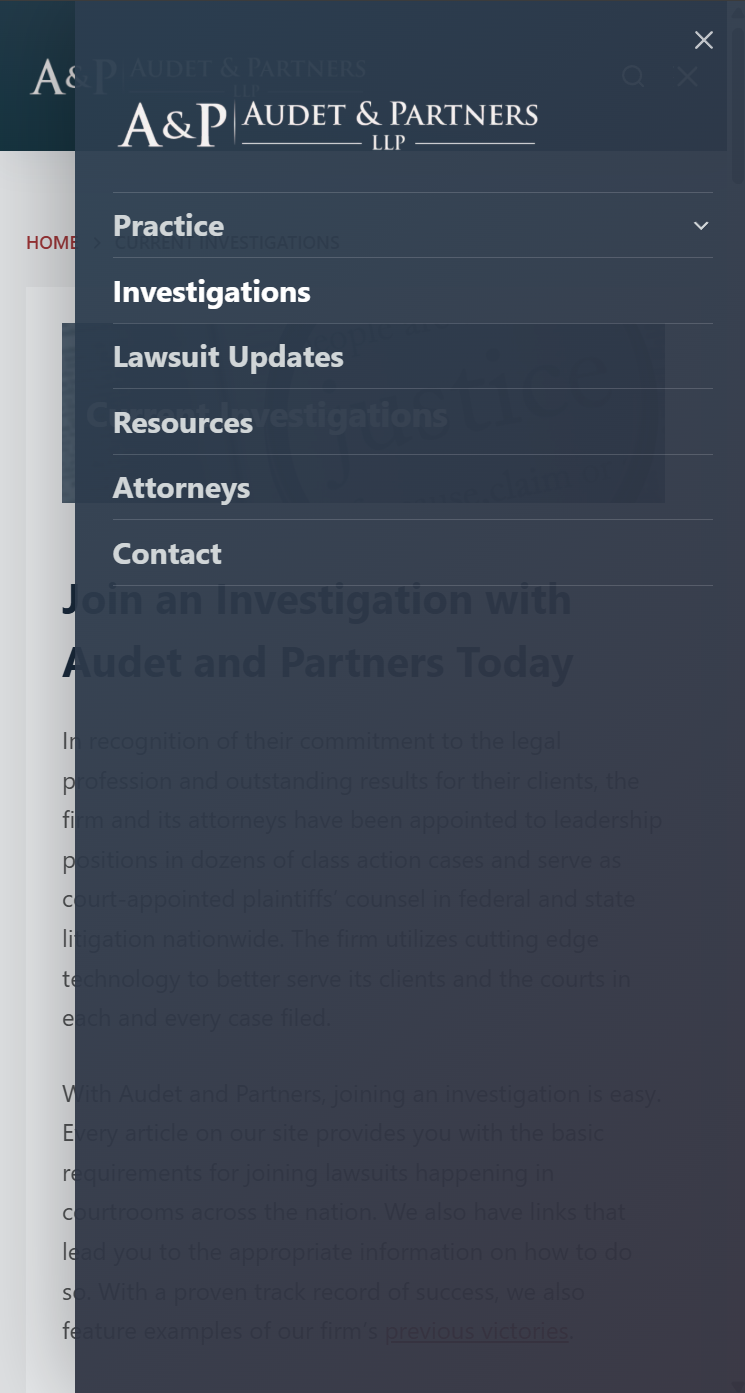 A&P AUDET & PARTNERS
LLP
A&P AUDET & PARTNERS
LLP
Practice
HOME > CURRENT INVESTIGATIONS
Investigations
Lawsuit Updates
justice
Current Investigations
Resources
Attorneys
Contact
Join an Investigation with
Audet and Partners Today
In recognition of their commitment to the legal
profession and outstanding results for their clients, the
firm and its attorneys have been appointed to leadership
positions in dozens of class action cases and serve as
court-appointed plaintiffs' counsel in federal and state
litigation nationwide. The firm utilizes cutting edge
technology to better serve its clients and the courts in
each and every case filed.
With Audet and Partners, joining an investigation is easy.
Every article on our site provides you with the basic
requirements for joining lawsuits happening in
courtrooms across the nation. We also have links that
lead you to the appropriate information on how to do
so. With a proven track record of success, we also
feature examples of our firm's previous victories.